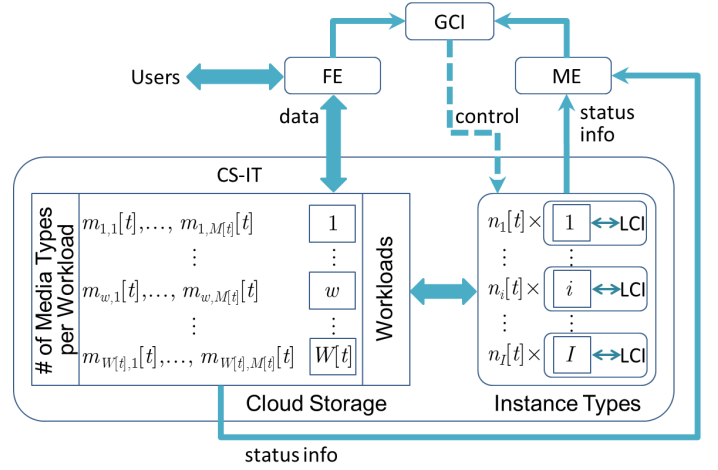 GCI
Users
FE
ME
data
control
status
info
CS-IT
# of Media Types
per Workload
m_{1,1}[t],..., m_{1,M[t]}[t]
1
⋮
⋮
m_{w,1}[t],..., m_{w,M[t]}[t]
w
⋮
⋮
m_{W[t],1}[t],..., m_{W[t],M[t]}[t]
W[t]
Workloads
n_1[t]×
1
LCI
⋮
⋮
n_i[t]×
i
LCI
⋮
⋮
n_I[t]×
I
LCI
Cloud Storage
Instance Types
status info